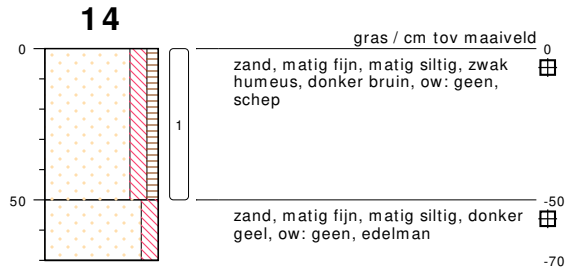 14
gras / cm tov maaiveld
0
0
zand, matig fijn, matig siltig, zwak
humeus, donker bruin, ow: geen,
schep
1
50
-50
zand, matig fijn, matig siltig, donker
geel, ow: geen, edelman
-70